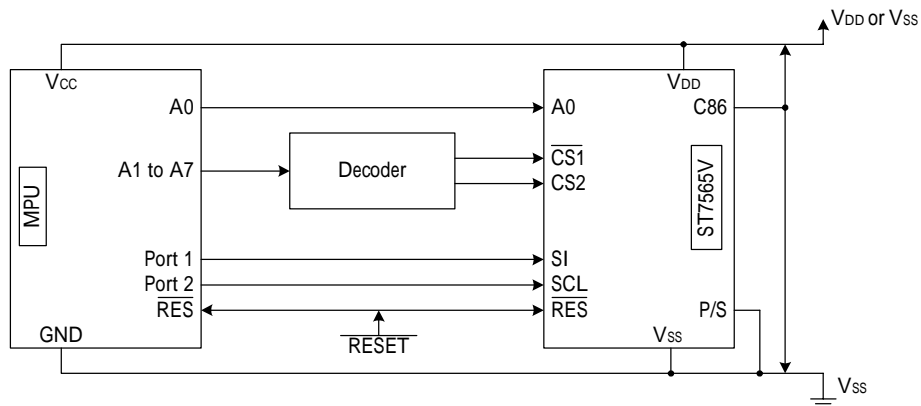 VDD or VSS
VCC
VDD
A0
A0
C86
A1 to A7
Decoder
CS1
CS2
MPU
ST7565V
Port 1
SI
Port 2
SCL
RES
RES
P/S
GND
RESET
VSS
VSS